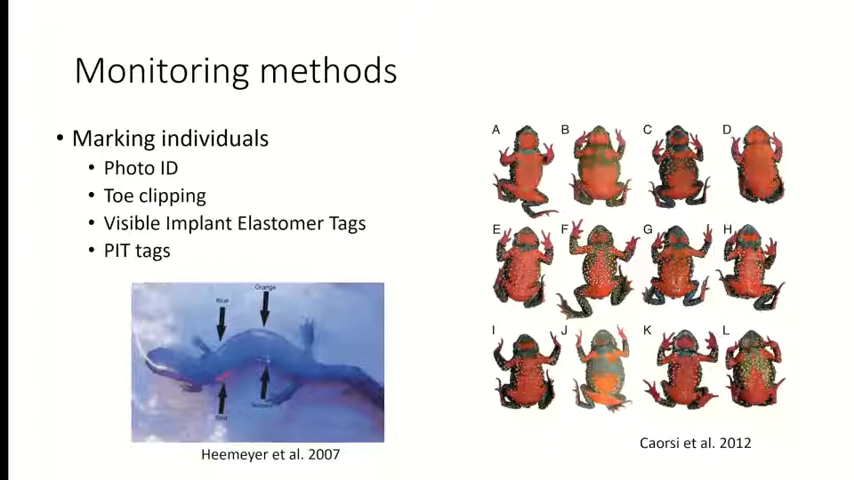 Monitoring methods
• Marking individuals
• Photo ID
• Toe clipping
• Visible Implant Elastomer Tags
• PIT tags
A B C D
E F G H
I J K L
Orange
Blue
Red
Heemeyer et al. 2007
Caorsi et al. 2012